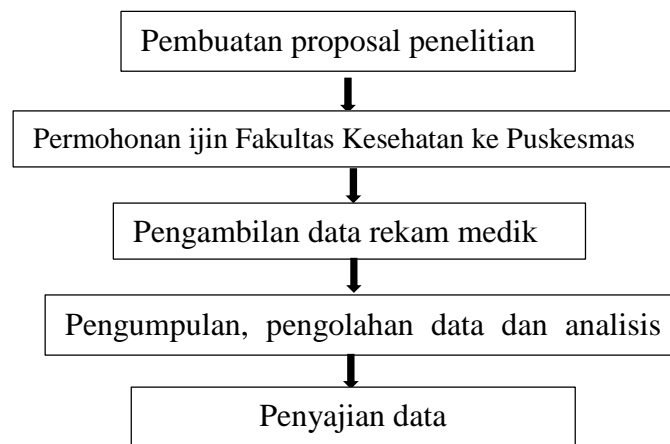 Pembuatan proposal penelitian
Permohonan ijin Fakultas Kesehatan ke Puskesmas
Pengambilan data rekam medik
Pengumpulan, pengolahan data dan analisis
Penyajian data